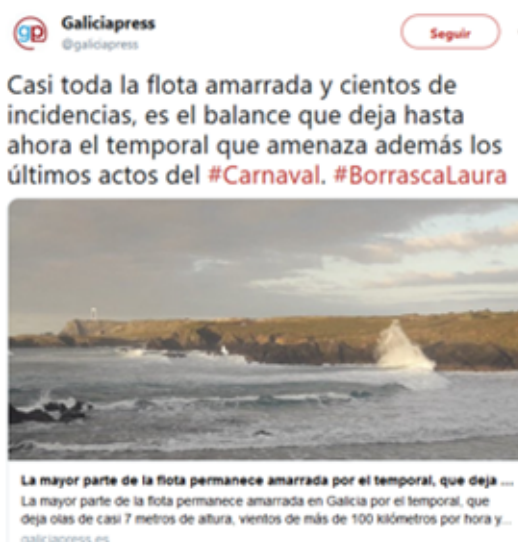 Galiciapress
@galiciapress
Seguir
Casi toda la flota amarrada y cientos de
incidencias, es el balance que deja hasta
ahora el temporal que amenaza además los
últimos actos del #Carnaval. #BorrascaLaura
La mayor parte de la flota permanece amarrada por el temporal, que deja ...
La mayor parte de la flota permanece amarrada en Galicia por el temporal, que
deja olas de casi 7 metros de altura, vientos de más de 100 kilómetros por hora y...
galiciapress.es